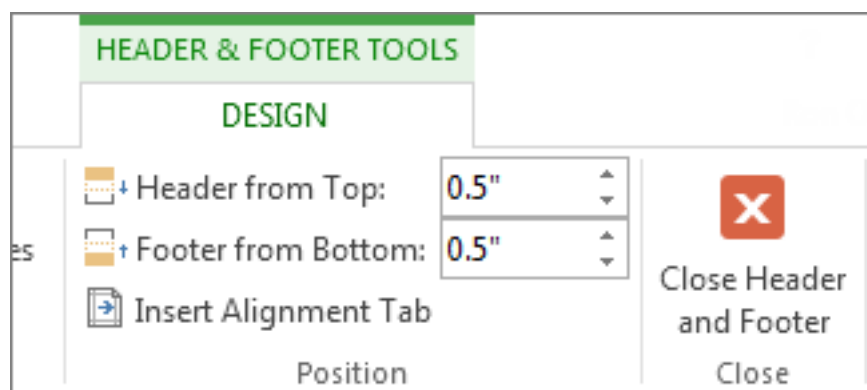 HEADER & FOOTER TOOLS
DESIGN
Header from Top: 0.5"
es Footer from Bottom: 0.5"
Insert Alignment Tab
Position
Close Header
and Footer
Close